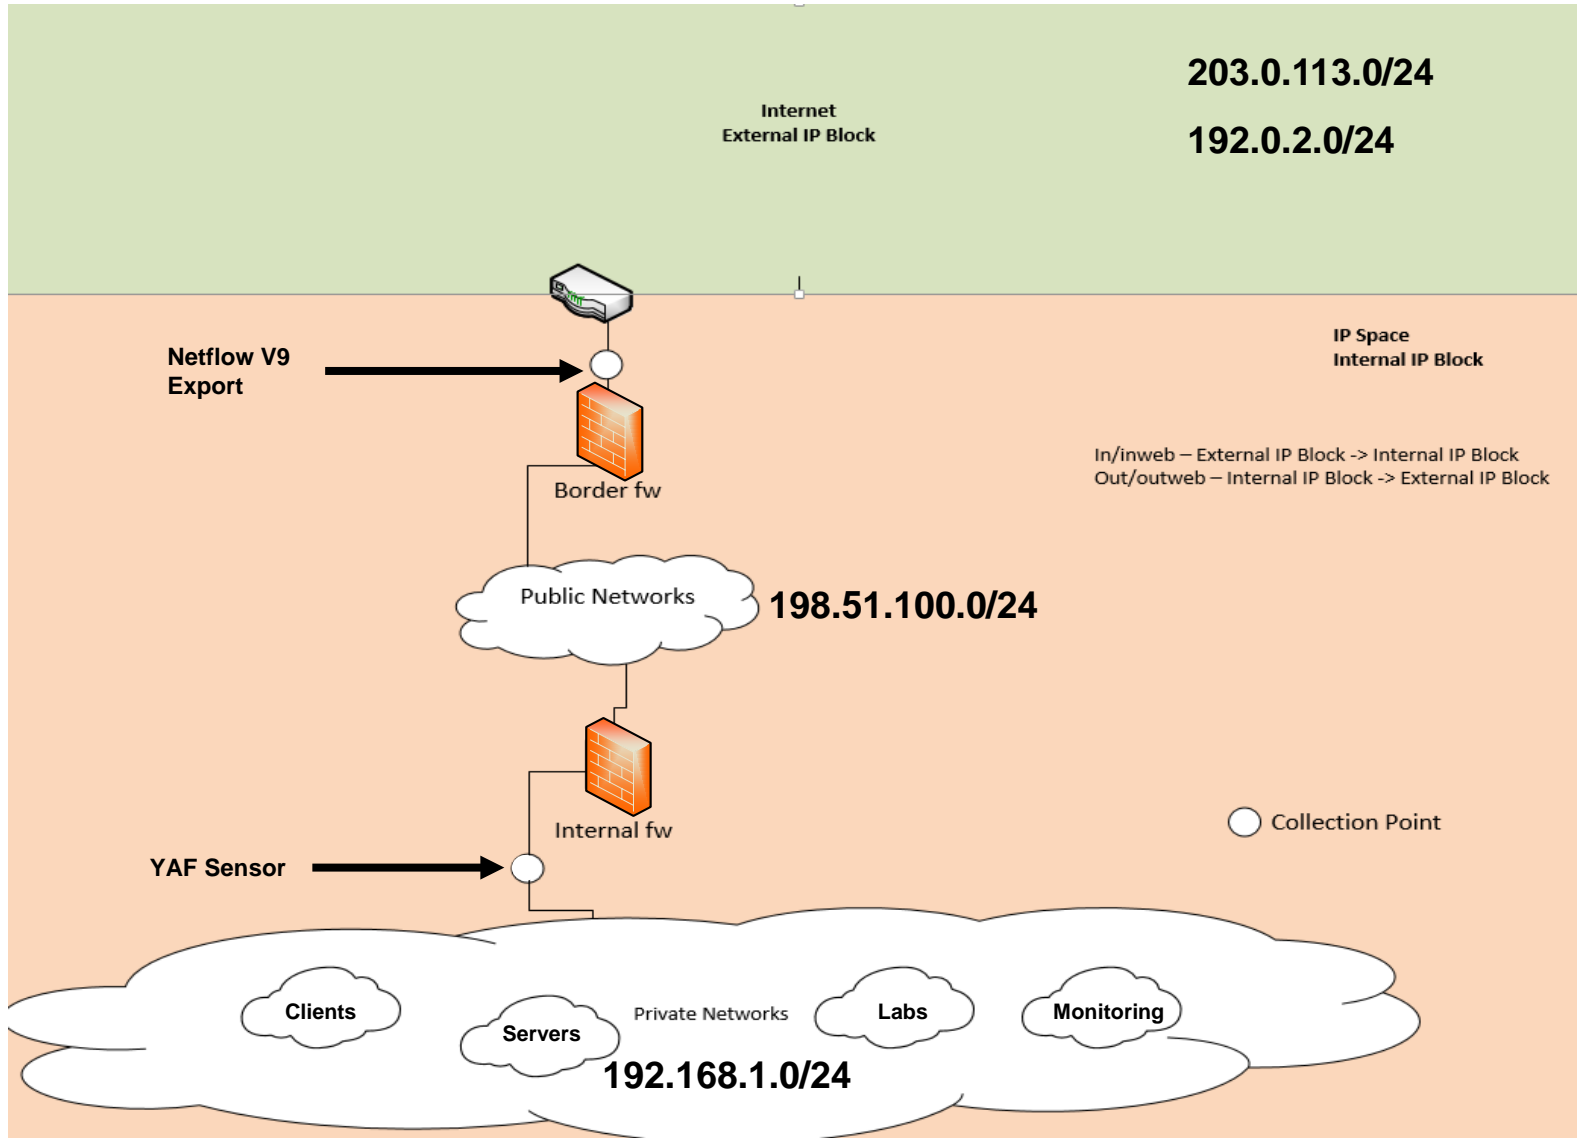 203.0.113.0/24
Internet
External IP Block
192.0.2.0/24
IP Space
Internal IP Block
Netflow V9
Export
In/inweb – External IP Block -> Internal IP Block
Out/outweb – Internal IP Block -> External IP Block
Border fw
Public Networks
198.51.100.0/24
Internal fw
Collection Point
YAF Sensor
Clients
Servers
Private Networks
Labs
Monitoring
192.168.1.0/24